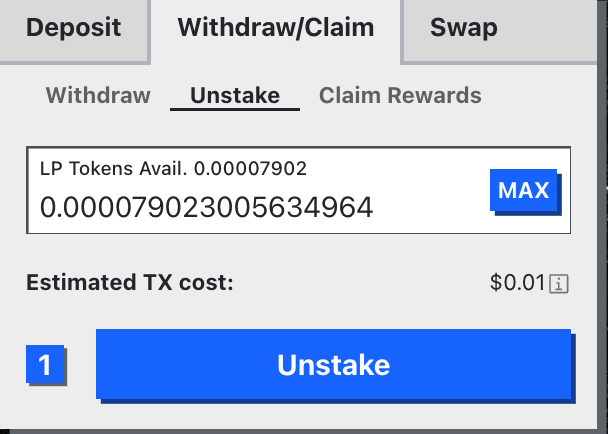 Deposit Withdraw/Claim Swap
Withdraw Unstake Claim Rewards
LP Tokens Avail. 0.00007902
0.000079023005634964 MAX
Estimated TX cost: $0.01 i
1 Unstake